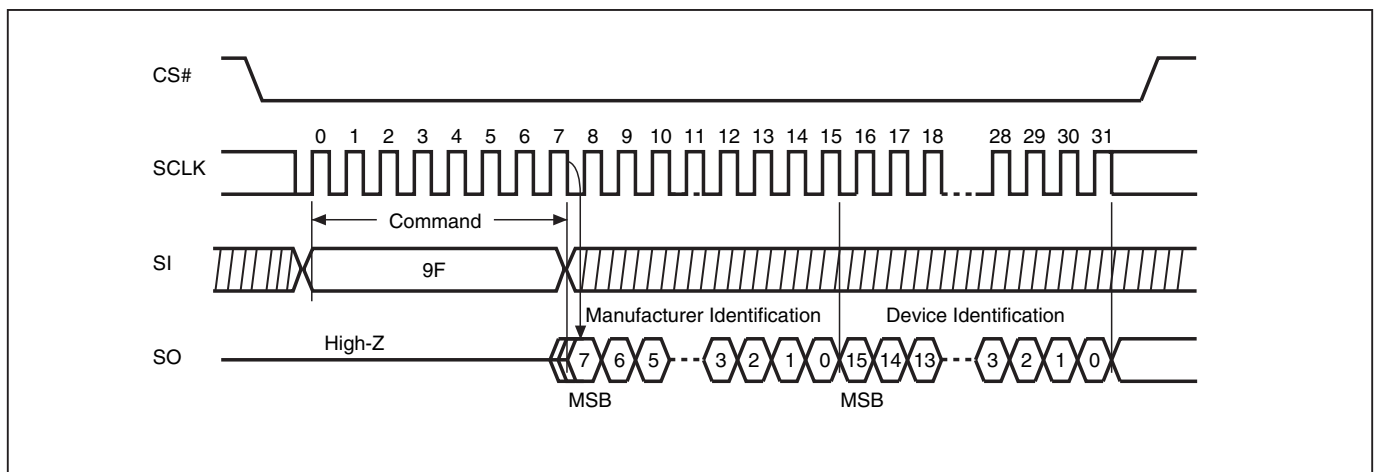 CS#
0 1 2 3 4 5 6 7 8 9 10 11 12 13 14 15 16 17 18 28 29 30 31
SCLK
Command
SI
9F
Manufacturer Identification Device Identification
High-Z
SO
7 6 5 3 2 1 0 15 14 13 3 2 1 0
MSB MSB